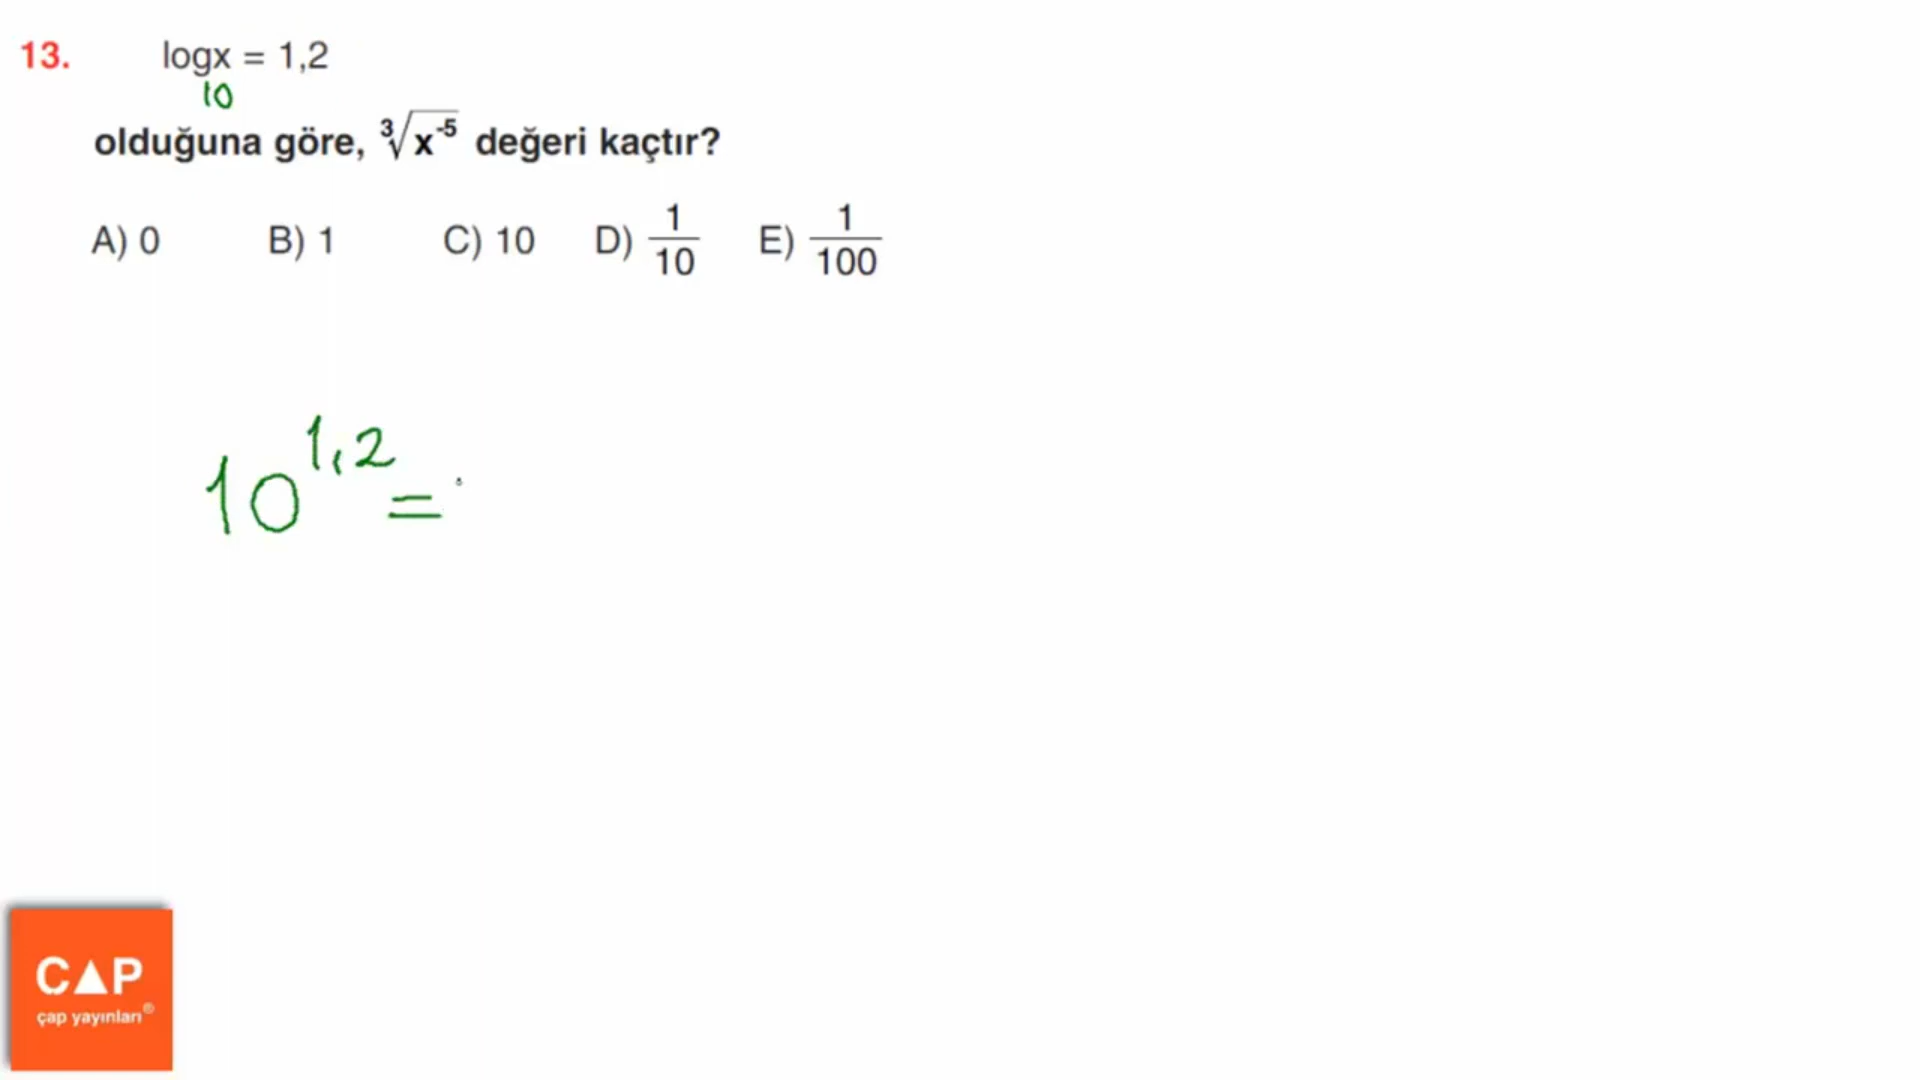 13. logx = 1,2
10
olduğuna göre, ∛x⁻⁵ değeri kaçtır?
A) 0 B) 1 C) 10 D) 1/10 E) 1/100
10^1,2 =
CAP
çap yayınları®